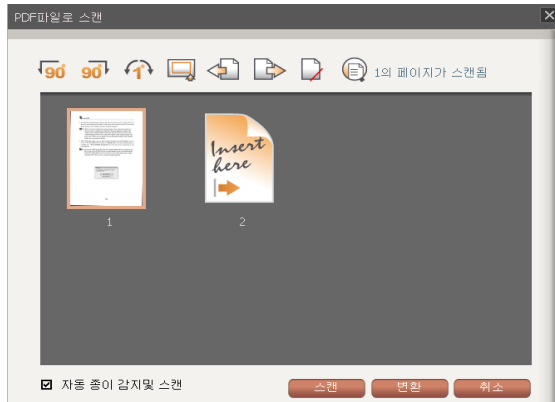 PDF파일로 스캔
90° 90° 1° 1의 페이지가 스캔됨
Insert
here
1 2
자동 종이 감지및 스캔 스캔 변환 취소